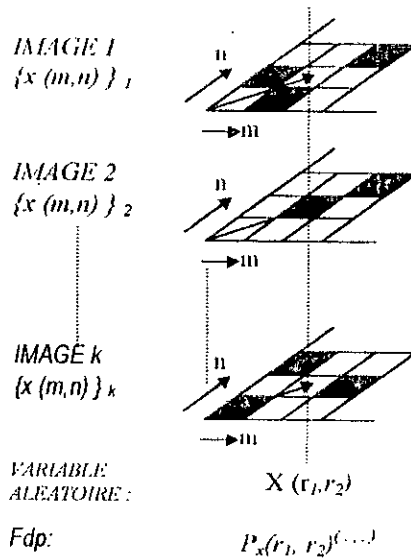 IMAGE 1
{x (m,n) } 1
n
m
IMAGE 2
{x (m,n) } 2
n
m
IMAGE k
{x (m,n) } k
n
m
VARIABLE
ALEATOIRE :
X (r1,r2)
Fdp:
Px(r1, r2)(....)